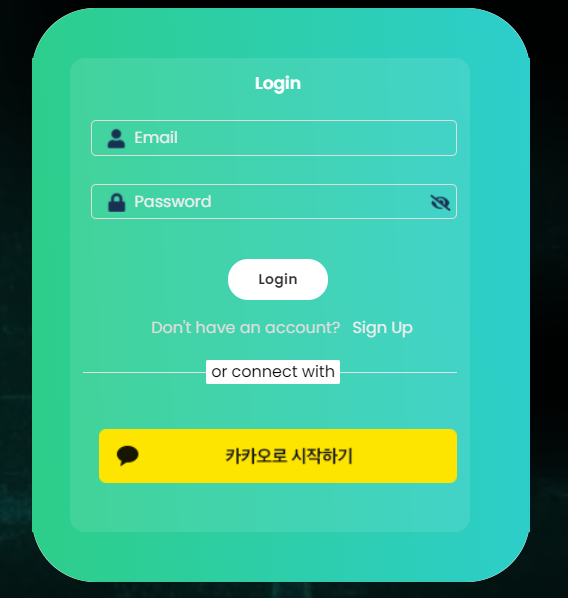 Login
Email
Password
Login
Don't have an account? Sign Up
or connect with
카카오로 시작하기